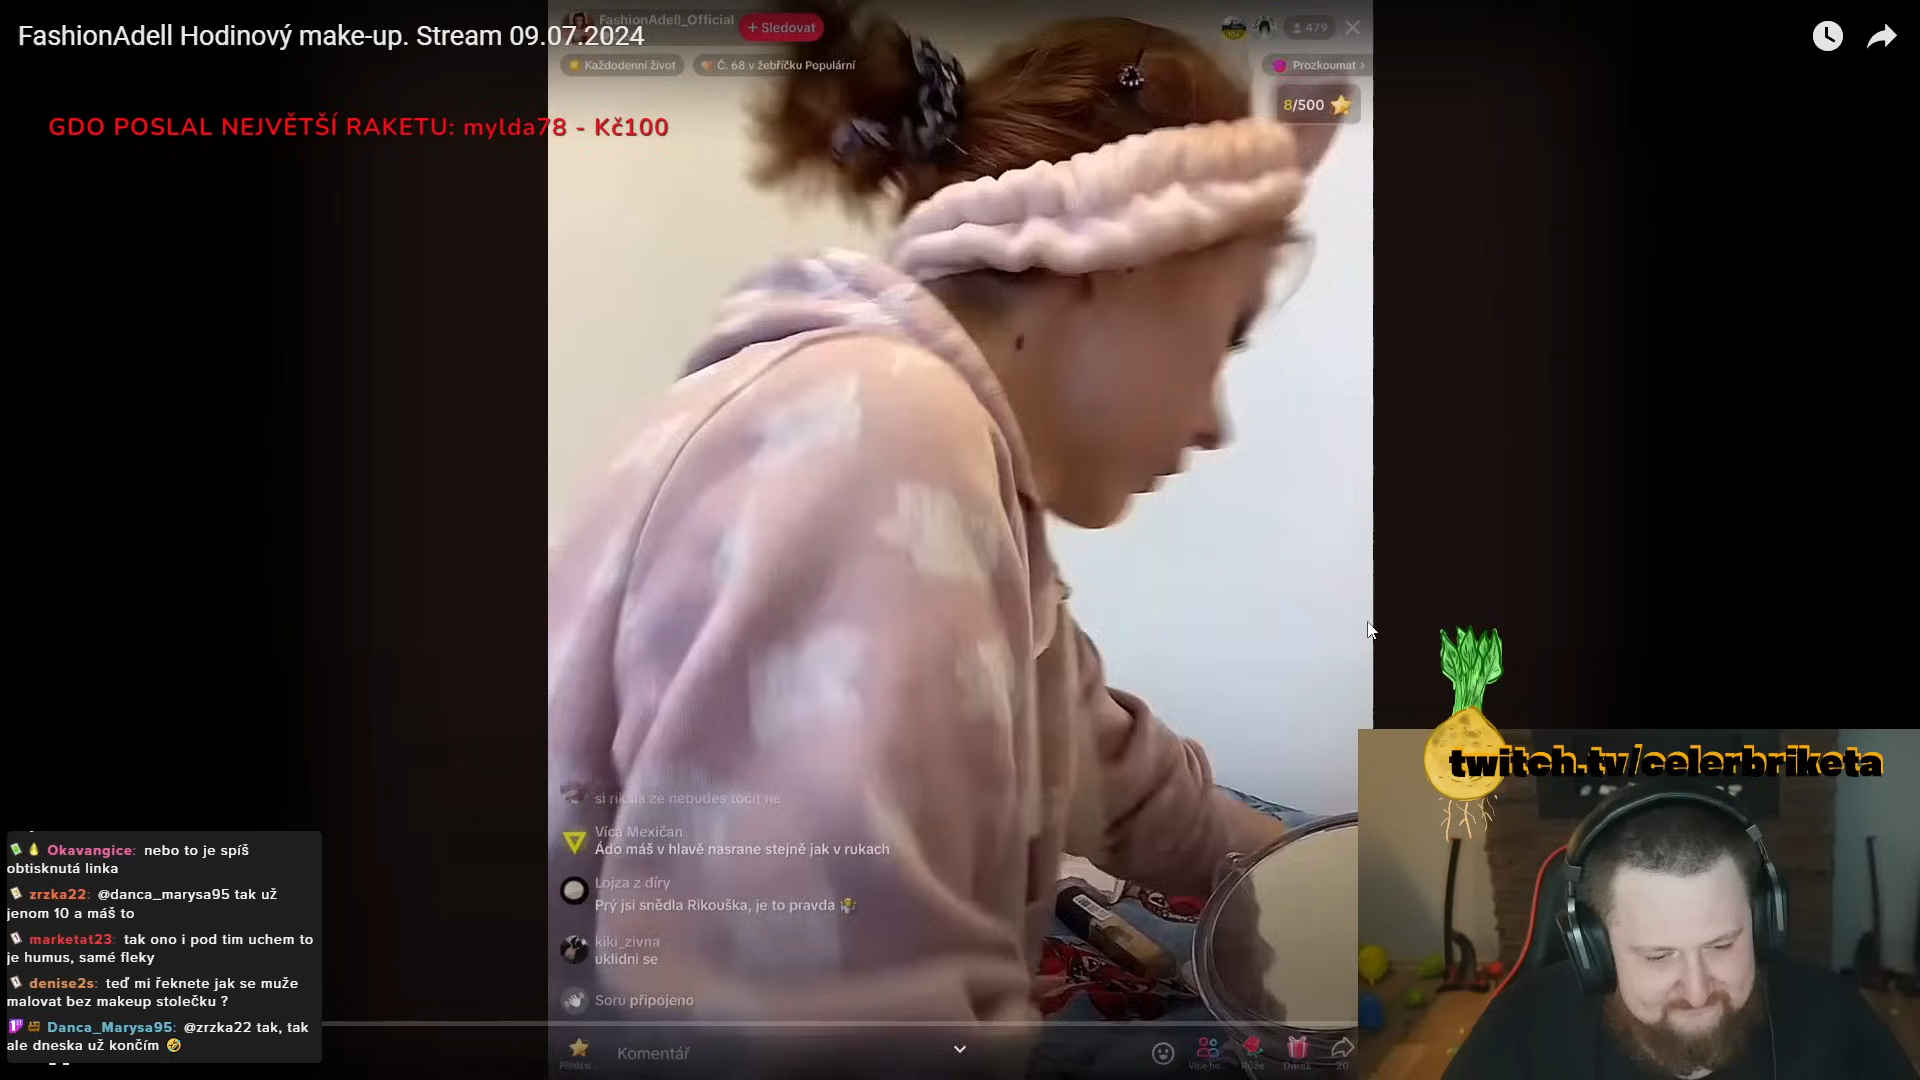 FashionAdell Hodinový make-up. Stream 09.07.2024
FashionAdell_Official
+ Sledovat
479
Každodenní život
Č. 68 v žebříčku Populární
Prozkoumat >
8/500
GDO POSLAL NEJVĚTŠÍ RAKETU: mylda78 - Kč100
twitch.tv/celerbriketa
Víca Mexičan
Ádo máš v hlavě nasrane stejně jak v rukach
Lojza z díry
Prý jsi snědla Rikouška, je to pravda
kiki_zivna
uklidni se
Soru připojeno
Okavangice: nebo to je spíš
obtisknutá linka
zrzka22: @danca_marysa95 tak už
jenom 10 a máš to
marketat23: tak ono i pod tim uchem to
je humus, samé fleky
denise2s: teď mi řeknete jak se muže
malovat bez makeup stolečku ?
Danca_Marysa95: @zrzka22 tak, tak
ale dneska už končím
Komentář
Růže
Dárek
20